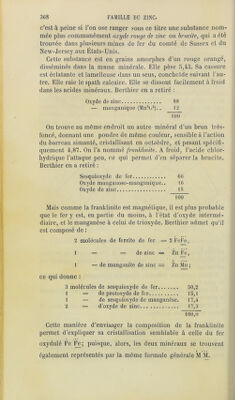 368 FAMILLE DU ZINC.
c'est à peine si l'on ose ranger sous ce titre une substance nom-
mée plus communément oxyde rouge de zinc ou brucite, qui a été
trouvée dans plusieurs mines de fer du comté de Sussex et du
New-Jersey aux États-Unis.
Cette substance est en grains amorphes d'un rouge orangé,
disséminés dans la masse minérale. Elle pèse 5,43. Sa cassure
est éclatante et lamelleuse dans un sens, conchoïde suivant l'au-
tre. Elle raie le spath calcaire. Elle se dissout facilement à froid
dans les acides minéraux. Berthier en a retiré :
Oxyde de zinc 88
— manganique 12
100
On trouve au même endroit un autre minéral d'un brun très-
foncé, donnant une poudre de même couleur, sensible à l'action
du barreau aimanté, cristallisant en octaèdre, et pesant spécifi-
quement 4,87. On l'a nommé franklinite. A froid, l'acide chlor-
hydrique l'attaque peu, ce qui permet d'en séparer la brucite.
Berthier en a retiré :
Sesquioxyde de fer 66
Oxyde manganoso-manganique 16
Oxyde de zinc
100
Mais comme la franklinite est magnétique, il est plus probable
que le fer y est, en partie du moins, à l'état d'oxyde intermé-
diaire, et le manganèse à celui de trioxyde, Berthier admet qu'il
est composé de :
2 molécules de ferrite de fer = 2
1 — — de zinc =
1 — de manganite de zinc =
ce qui donne :
3 molécules de sesquioxyde de fer 50,2
— de protoxyde de fer 15,1
1 — de sesquioxyde de manganèse. 17,4
2 — d'oxyde de zinc 17,3
100,0
Cette manière d'envisager la composition de la franklinite
permet d'expliquer sa cristallisation semblable à celle du fer
oxydulé puisque, alors, les deux minéraux se trouvent
également représentés par la même formule générale